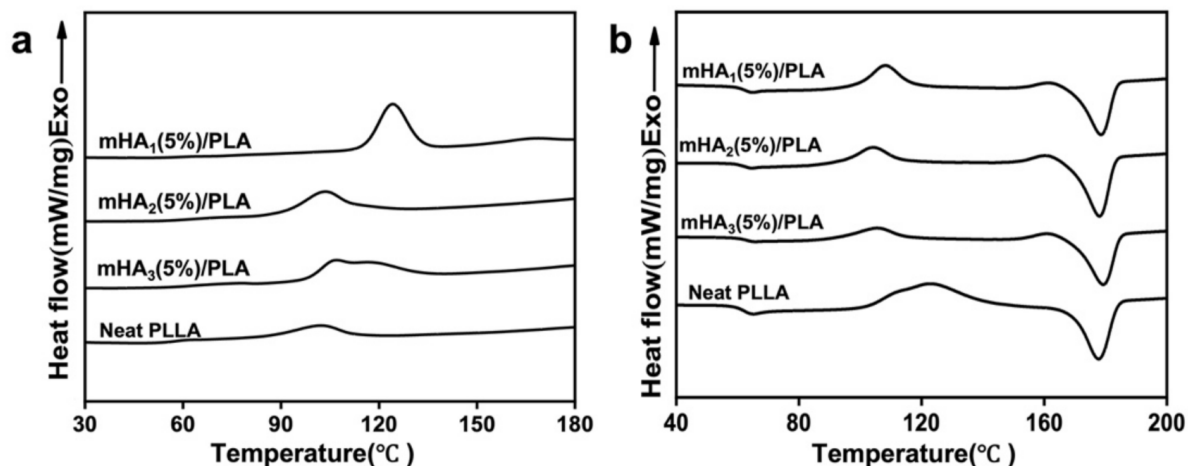 a
Heat flow(mW/mg)Exo
mHA₁(5%)/PLA
mHA₂(5%)/PLA
mHA₃(5%)/PLA
Neat PLLA
30 60 90 120 150 180
Temperature(℃)
b
Heat flow(mW/mg)Exo
mHA₁(5%)/PLA
mHA₂(5%)/PLA
mHA₃(5%)/PLA
Neat PLLA
40 80 120 160 200
Temperature(℃)